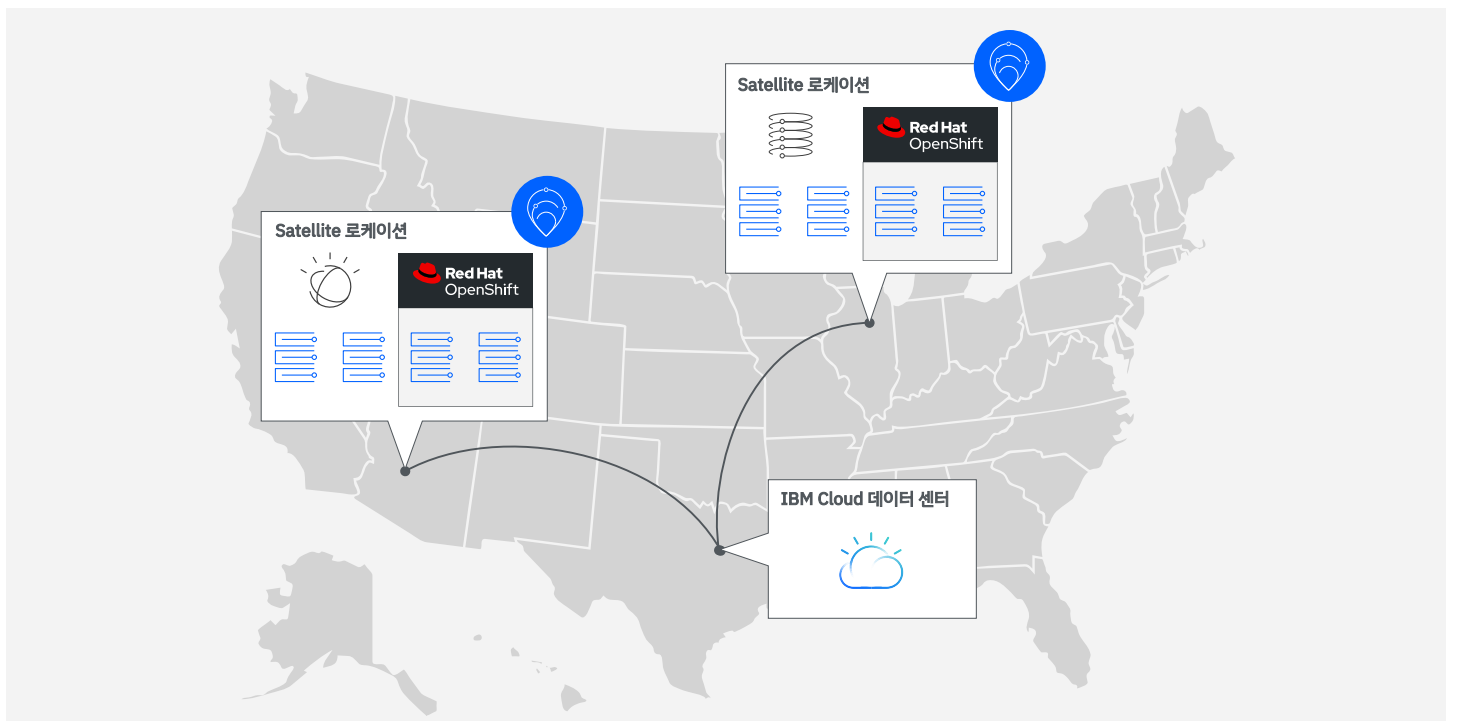 Satellite 로케이션
Red Hat
OpenShift
Satellite 로케이션
Red Hat
OpenShift
IBM Cloud 데이터 센터